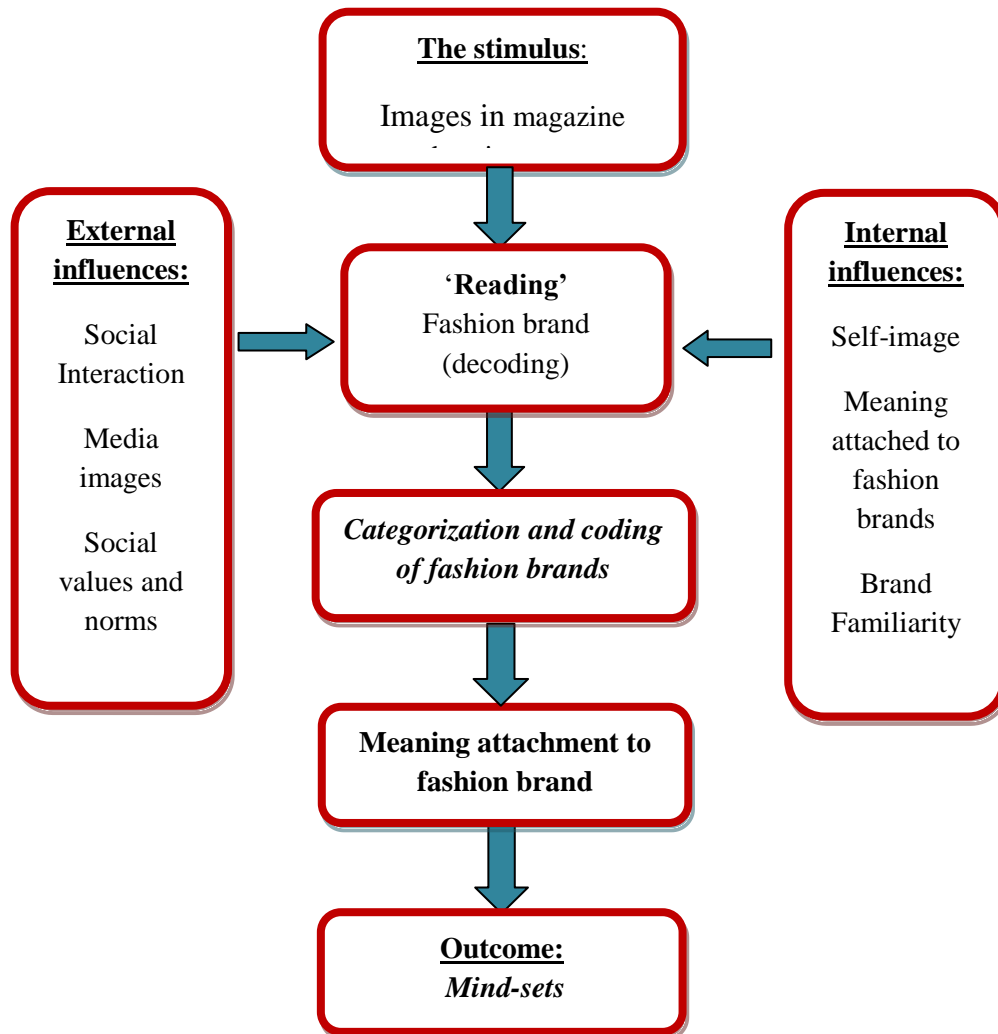 The stimulus:
Images in magazine
External
influences:
Social
Interaction
Media
images
Social
values and
norms
‘Reading’
Fashion brand
(decoding)
Internal
influences:
Self-image
Meaning
attached to
fashion
brands
Brand
Familiarity
Categorization and coding
of fashion brands
Meaning attachment to
fashion brand
Outcome:
Mind-sets